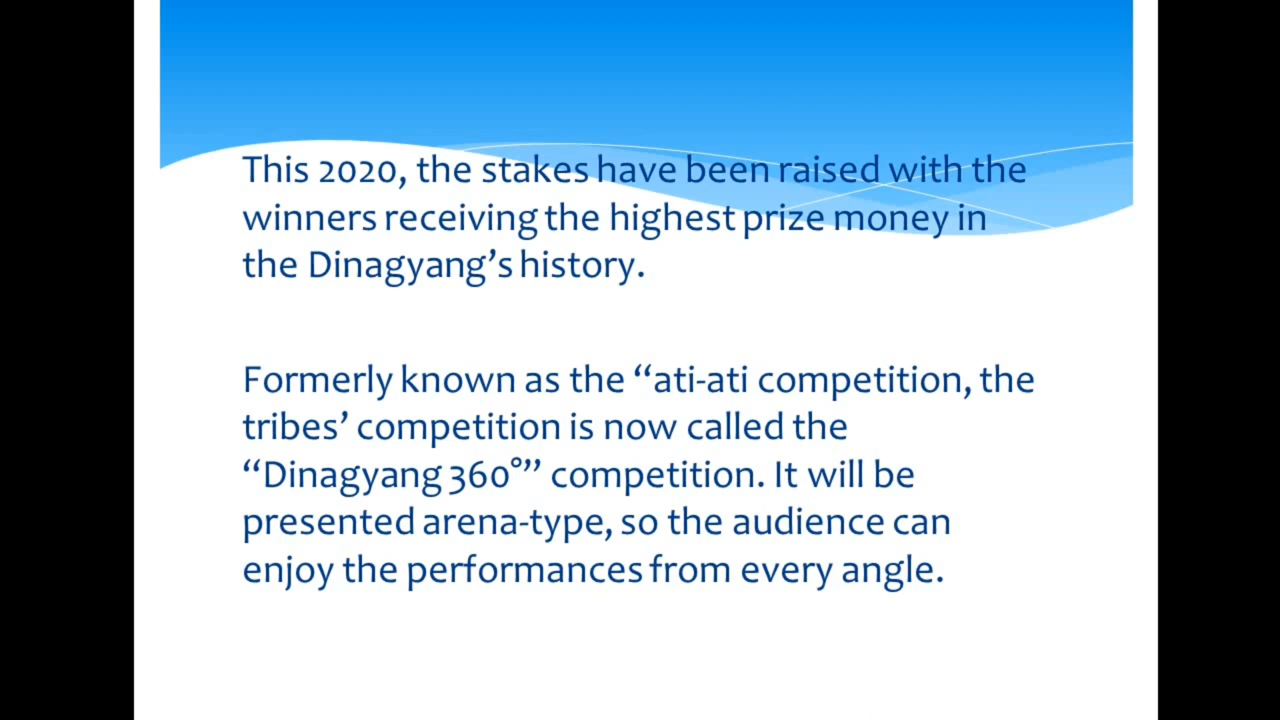 This 2020, the stakes have been raised with the
winners receiving the highest prize money in
the Dinagyang’s history.
Formerly known as the “ati-ati competition, the
tribes’ competition is now called the
“Dinagyang 360°” competition. It will be
presented arena-type, so the audience can
enjoy the performances from every angle.